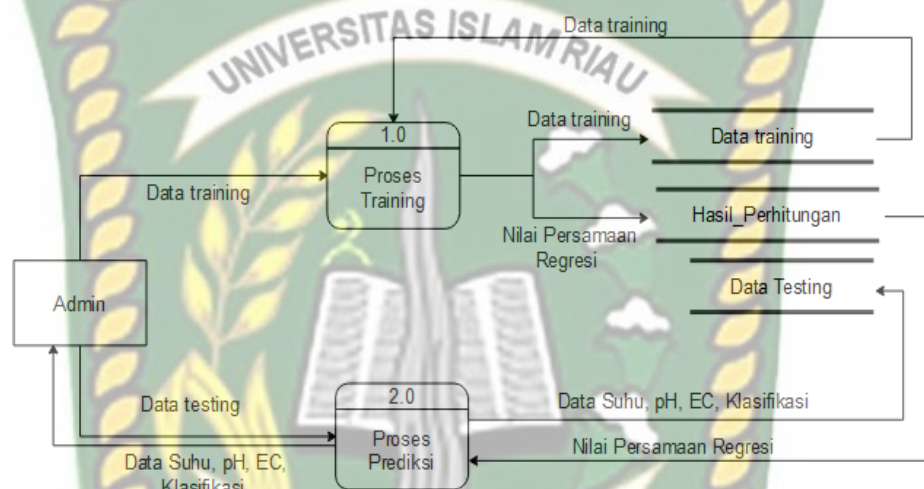 UNIVERSITAS ISLAM RIAU
Data training
1.0
Proses
Training
Data training
Data training
Data training
Nilai Persamaan
Regresi
Hasil_Perhitungan
Data Testing
Admin
Data testing
2.0
Proses
Prediksi
Data Suhu, pH, EC, Klasifikasi
Nilai Persamaan Regresi
Data Suhu, pH, EC,
Klasifikasi